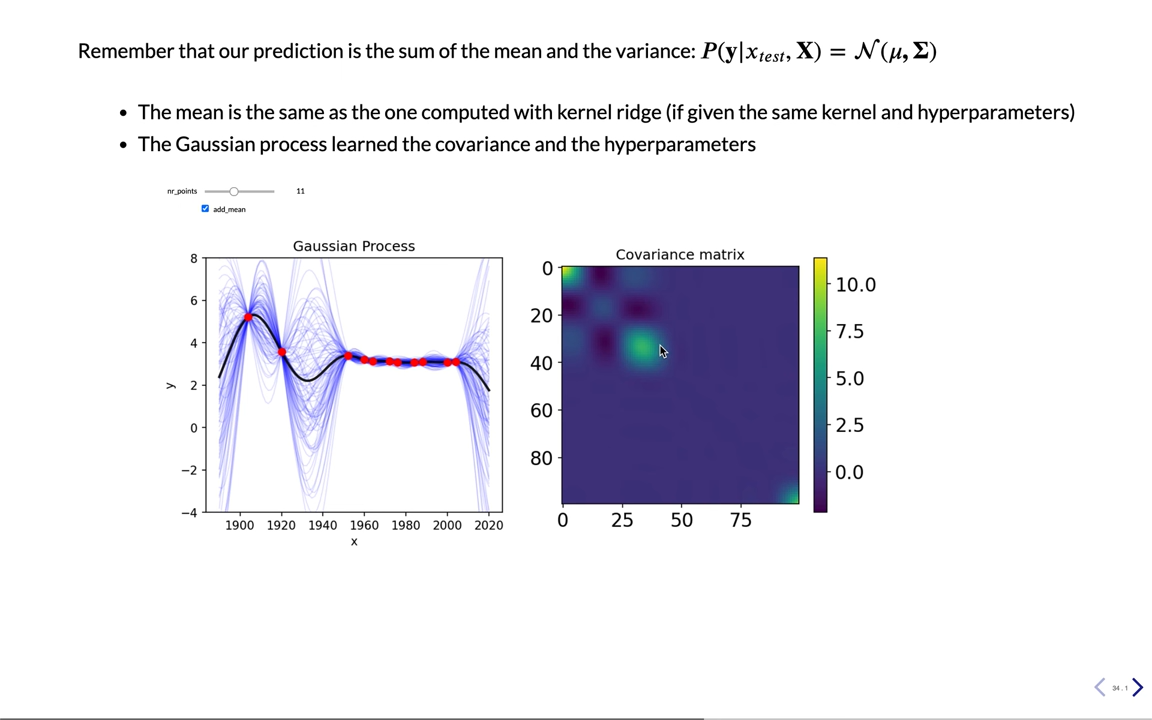 Remember that our prediction is the sum of the mean and the variance: P(y|x_test, X) = 𝒩(μ, Σ)
• The mean is the same as the one computed with kernel ridge (if given the same kernel and hyperparameters)
• The Gaussian process learned the covariance and the hyperparameters
nr_points 11
add_mean
Gaussian Process
8
6
4
2
0
−2
−4
y
1900 1920 1940 1960 1980 2000 2020
x
Covariance matrix
0
20
40
60
80
0 25 50 75
10.0
7.5
5.0
2.5
0.0
34.1